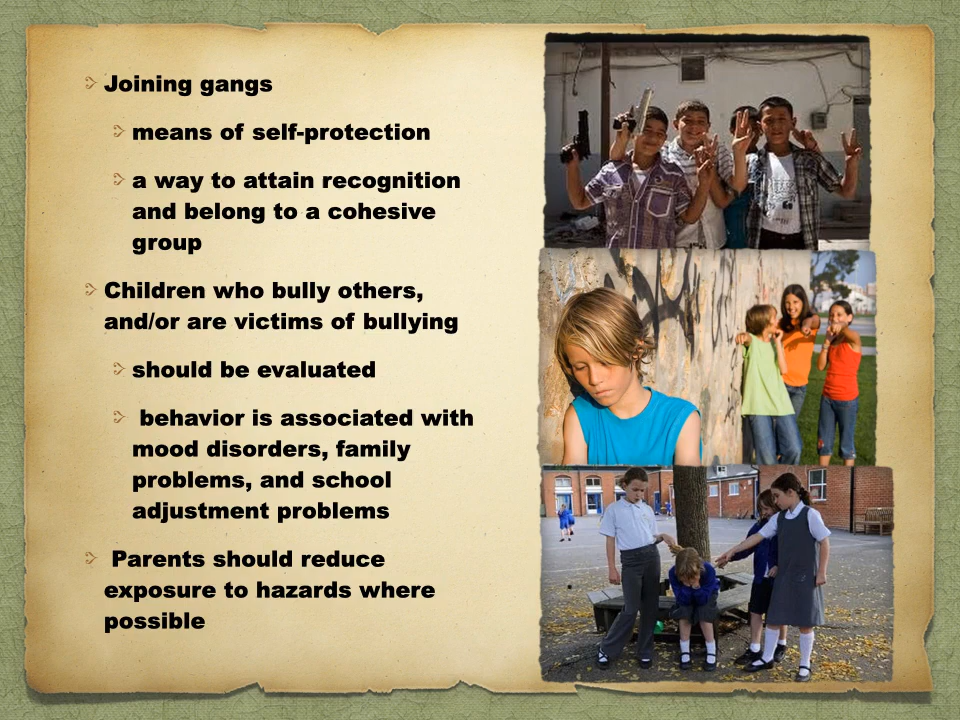 Joining gangs
means of self-protection
a way to attain recognition
and belong to a cohesive
group
Children who bully others,
and/or are victims of bullying
should be evaluated
behavior is associated with
mood disorders, family
problems, and school
adjustment problems
Parents should reduce
exposure to hazards where
possible